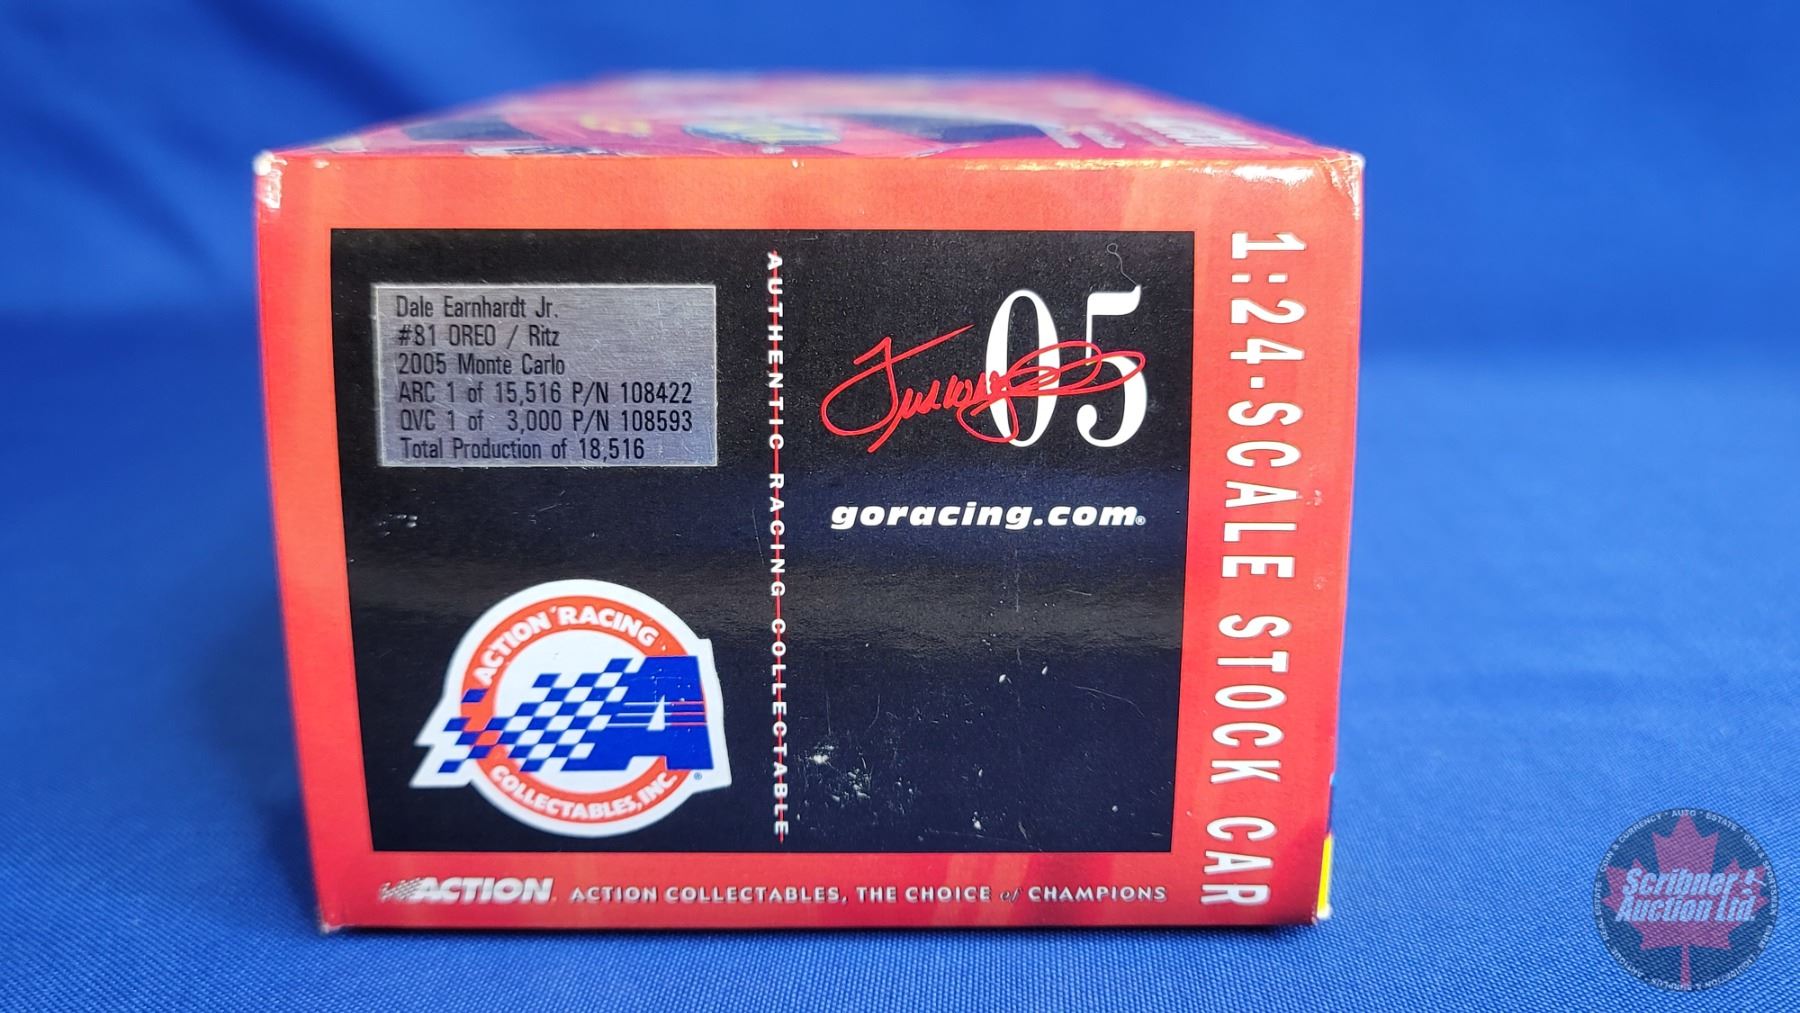 Dale Earnhardt Jr.
#81 OREO / Ritz
2005 Monte Carlo
ARC 1 of 15,516 P/N 108422
QVC 1 of 3,000 P/N 108593
Total Production of 18,516
AUTHENTIC RACING COLLECTABLE
05
goracing.com®
1:24-SCALE STOCK CAR
ACTION RACING
A
COLLECTABLES, INC.
ACTION ACTION COLLECTABLES, THE CHOICE of CHAMPIONS
Scribner's
Auction Ltd.